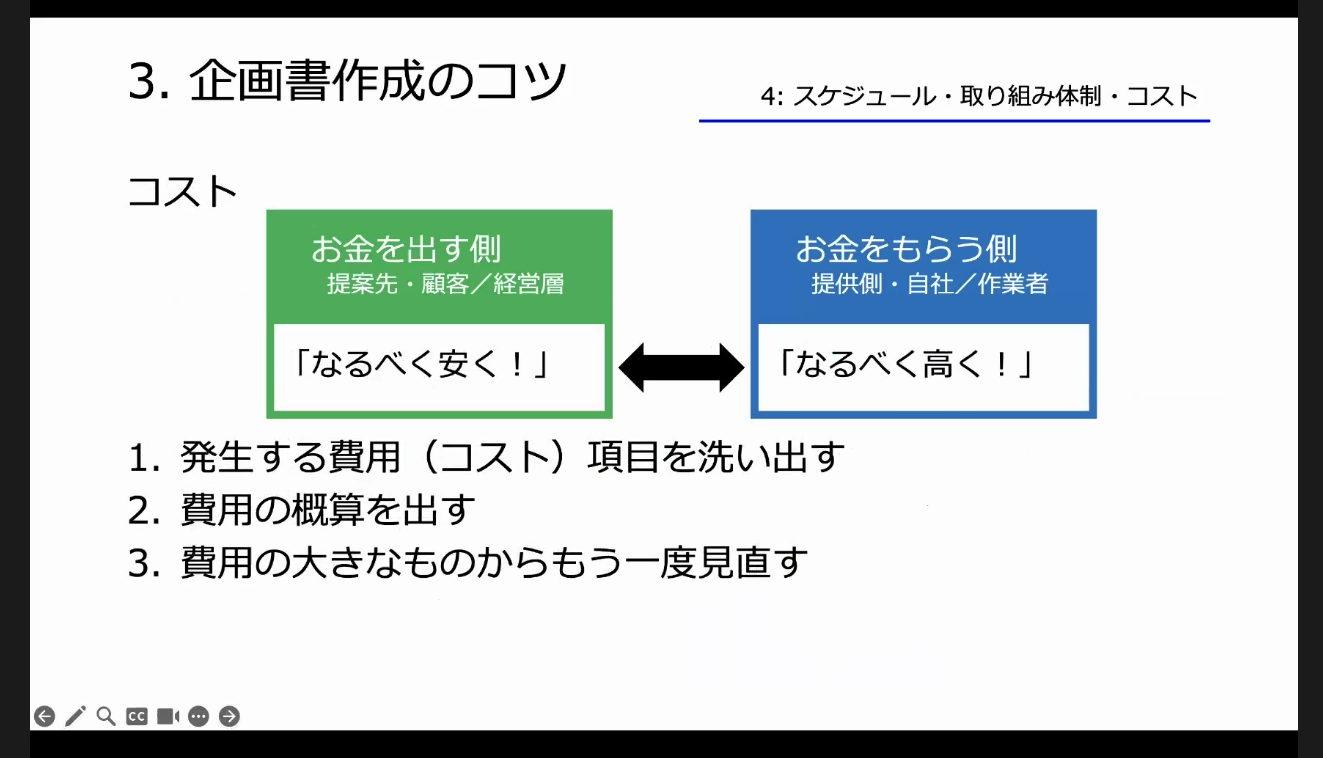 3. 企画書作成のコツ
4: スケジュール・取り組み体制・コスト
コスト
お金を出す側
提案先・顧客／経営層
「なるべく安く！」
お金をもらう側
提供側・自社／作業者
「なるべく高く！」
1. 発生する費用（コスト）項目を洗い出す
2. 費用の概算を出す
3. 費用の大きなものからもう一度見直す
CC